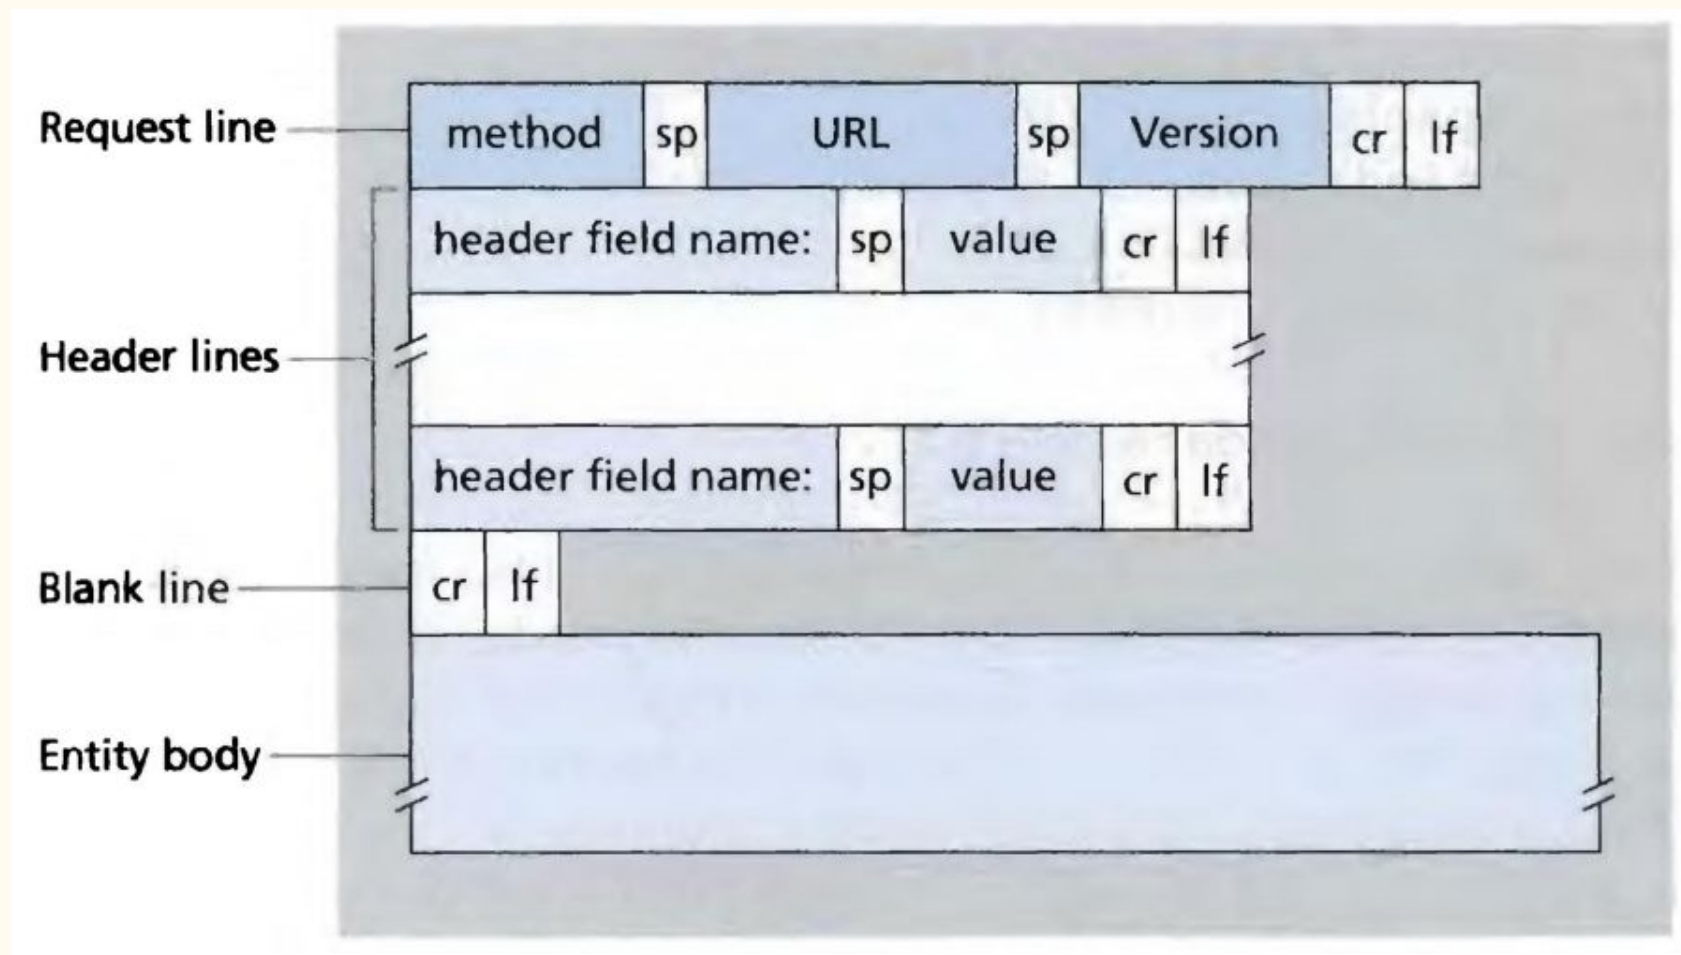 Request line method sp URL sp Version cr lf
header field name: sp value cr lf
Header lines
header field name: sp value cr lf
Blank line cr lf
Entity body